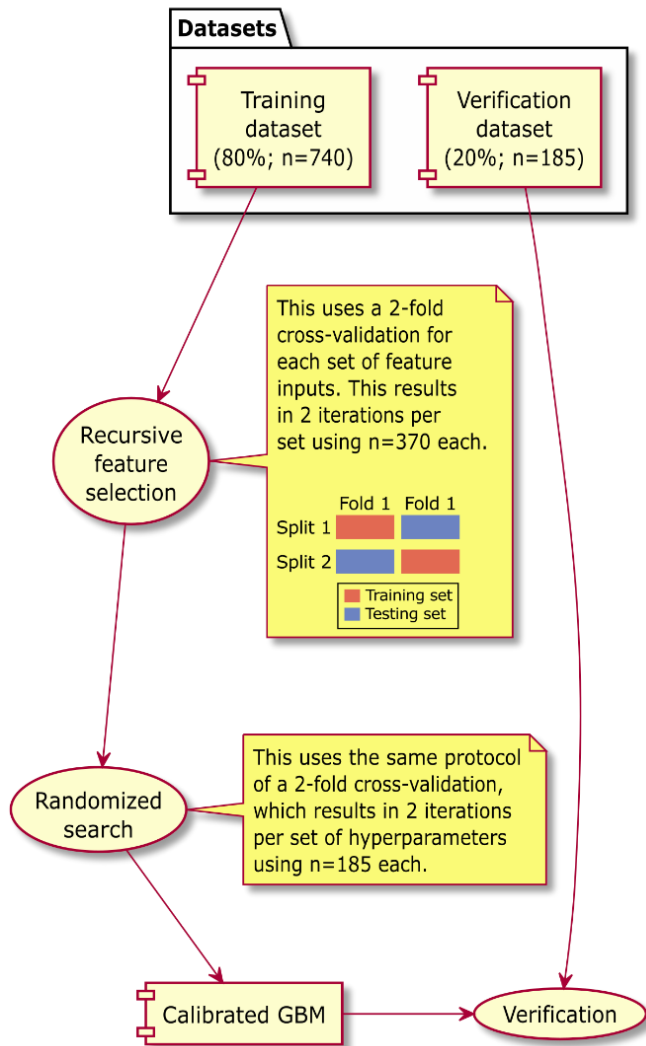 Datasets
Training
dataset
(80%; n=740)
Verification
dataset
(20%; n=185)
This uses a 2-fold
cross-validation for
each set of feature
inputs. This results
in 2 iterations per
set using n=370 each.
Recursive
feature
selection
Fold 1 Fold 1
Split 1
Split 2
Training set
Testing set
This uses the same protocol
of a 2-fold cross-validation,
which results in 2 iterations
per set of hyperparameters
using n=185 each.
Randomized
search
Calibrated GBM
Verification